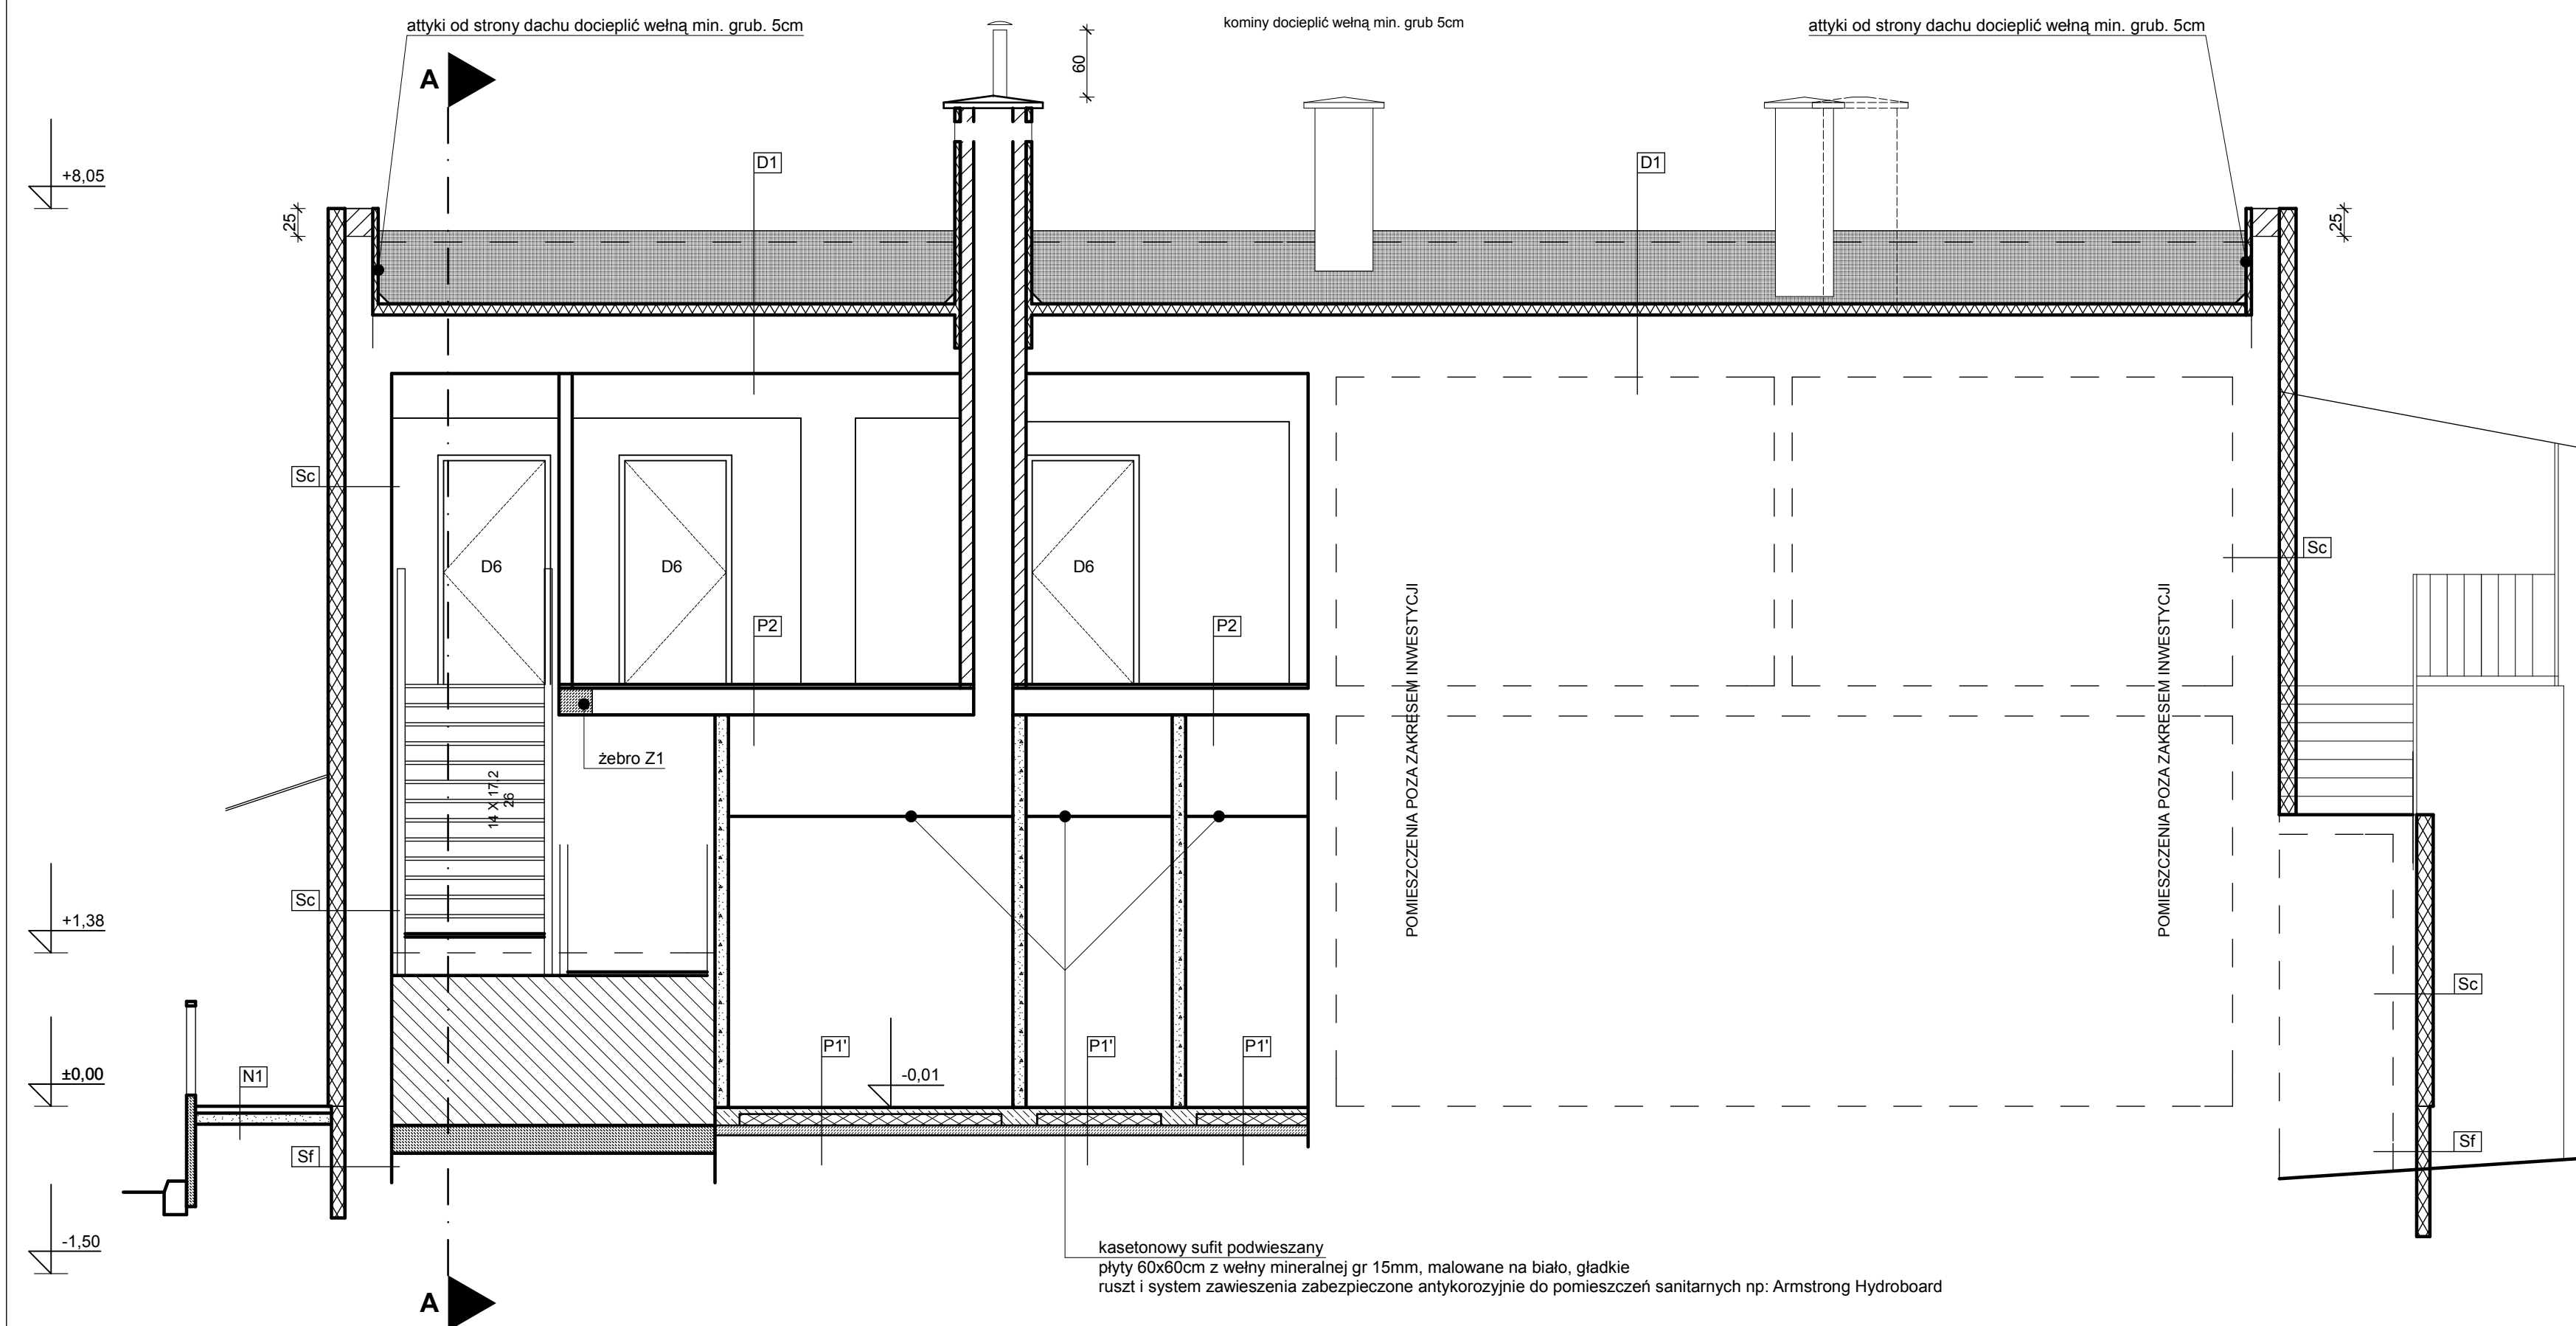 attyki od strony dachu docieplić wełną min. grub. 5cm
kominy docieplić wełną min. grub 5cm
attyki od strony dachu docieplić wełną min. grub. 5cm
A
60
D1
D1
+8,05
25
25
Sc
D6
D6
D6
Sc
P2
P2
POMIESZCZENIA POZA ZAKRESEM INWESTYCJI
POMIESZCZENIA POZA ZAKRESEM INWESTYCJI
żebro Z1
14 X 17,2
26
Sc
+1,38
Sc
P1'
P1'
P1'
±0,00
N1
-0,01
Sf
Sf
-1,50
kasetonowy sufit podwieszany
płyty 60x60cm z wełny mineralnej gr 15mm, malowane na biało, gładkie
ruszt i system zawieszenia zabezpieczone antykorozyjnie do pomieszczeń sanitarnych np: Armstrong Hydroboard
A